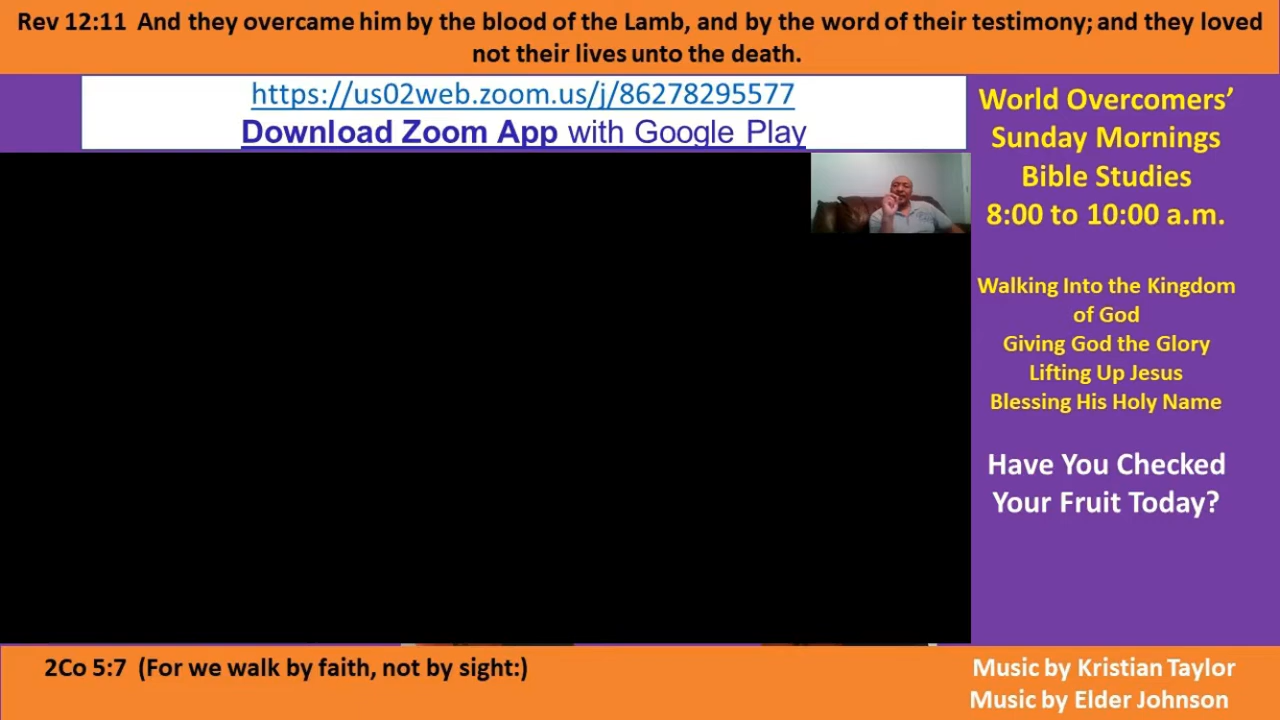 Rev 12:11 And they overcame him by the blood of the Lamb, and by the word of their testimony; and they loved
not their lives unto the death.
https://us02web.zoom.us/j/86278295577
Download Zoom App with Google Play
World Overcomers’
Sunday Mornings
Bible Studies
8:00 to 10:00 a.m.
Walking Into the Kingdom
of God
Giving God the Glory
Lifting Up Jesus
Blessing His Holy Name
Have You Checked
Your Fruit Today?
2Co 5:7 (For we walk by faith, not by sight:)
Music by Kristian Taylor
Music by Elder Johnson